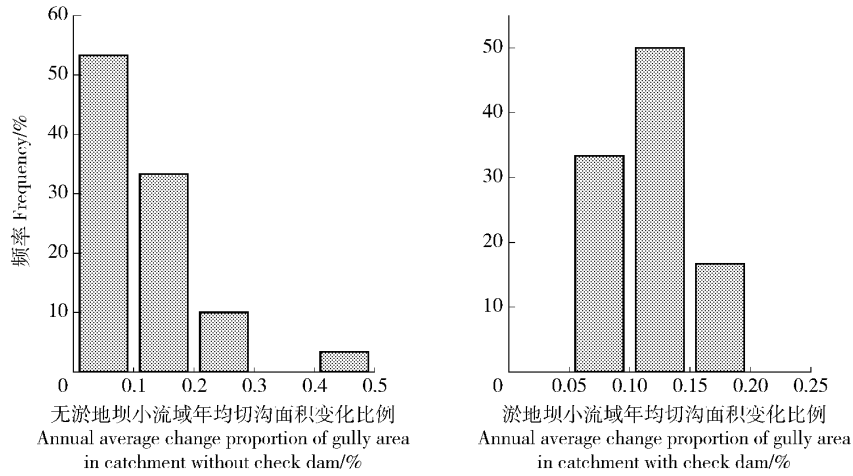 频率 Frequency/%
60
50
40
30
20
10
0 0.1 0.2 0.3 0.4 0.5
无淤地坝小流域年均切沟面积变化比例
Annual average change proportion of gully area
in catchment without check dam/%
50
40
30
20
10
0 0.05 0.10 0.15 0.20 0.25
淤地坝小流域年均切沟面积变化比例
Annual average change proportion of gully area
in catchment with check dam/%